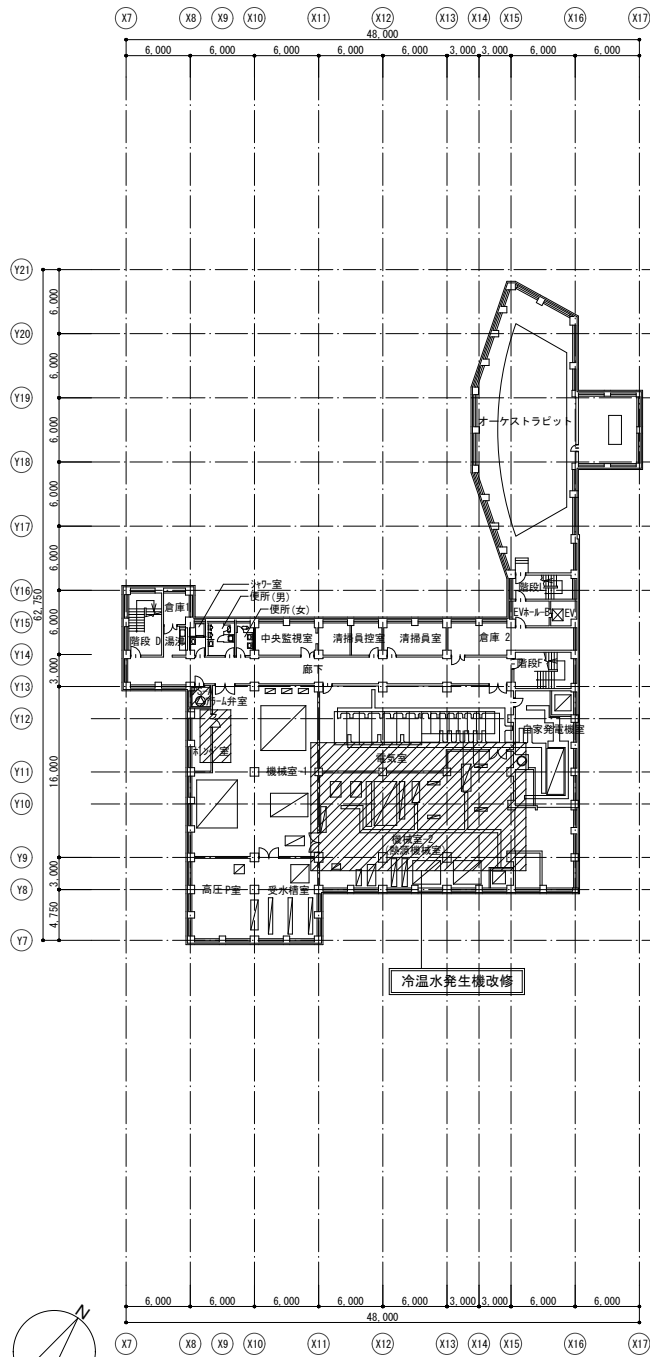 X7 X8 X9 X10 X11 X12 X13 X14 X15 X16 X17
48,000
6,000 6,000 6,000 6,000 6,000 3,000 3,000 6,000 6,000
Y21
6,000
Y20
6,000
Y19
6,000
オーケストラピット
Y18
6,000
Y17
6,000
Y16
62,750
シャワー室
便所(男)
便所(女)
倉庫1
階段 D
湯沸
6,000
Y15
中央監視室
清掃員控室
清掃員室
倉庫 2
EVホール-B
EV
Y14
3,000
廊下
階段F
Y13
Y12
自家発電機室
電気室
16,000
Y11
機械室-1
Y10
機械室-2
(熱源機械室)
Y9
3,000
Y8
高圧P室
受水槽室
4,750
Y7
冷温水発生機改修
N
6,000 6,000 6,000 6,000 6,000 3,000 3,000 6,000 6,000
48,000
X7 X8 X9 X10 X11 X12 X13 X14 X15 X16 X17